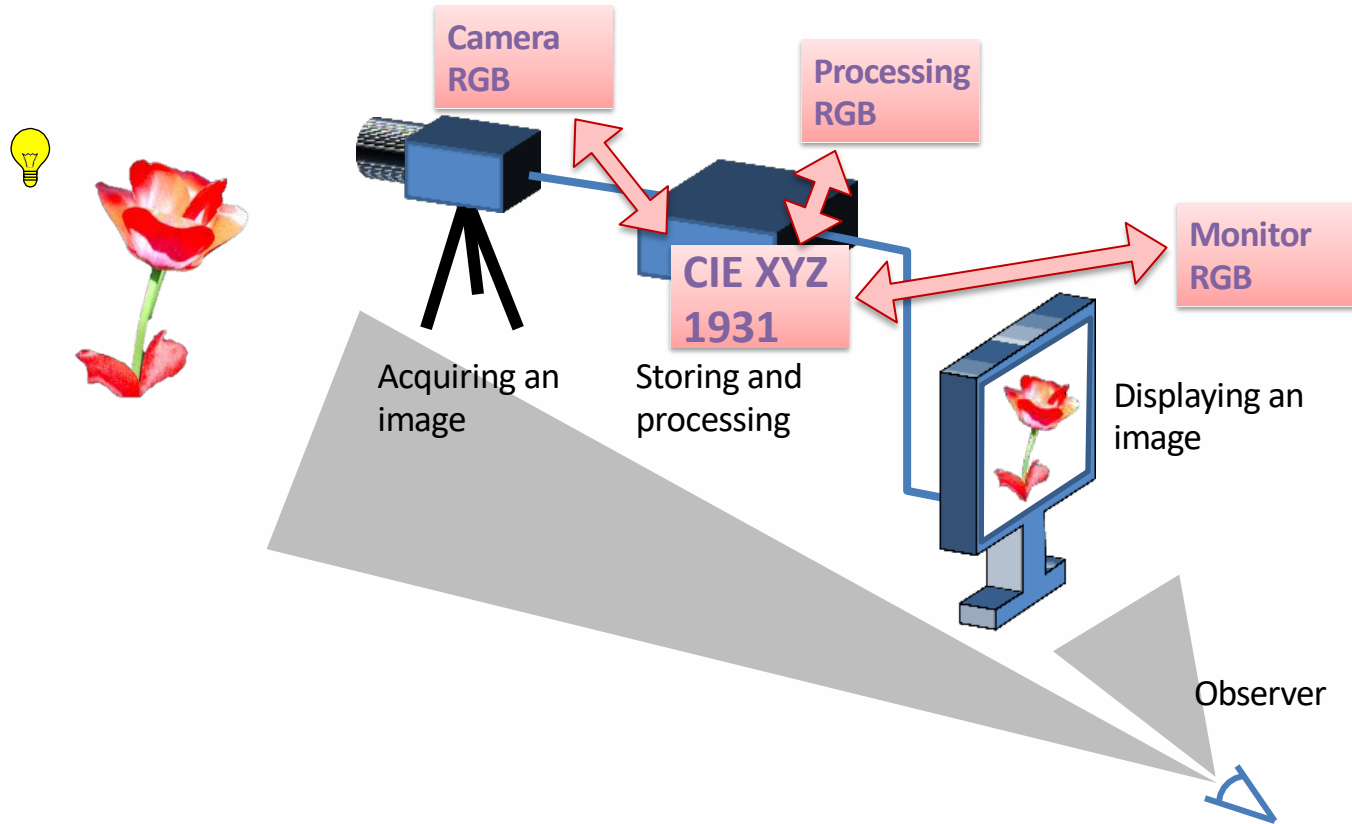 Camera
RGB
Processing
RGB
Monitor
RGB
CIE XYZ
1931
Acquiring an
image
Storing and
processing
Displaying an
image
Observer